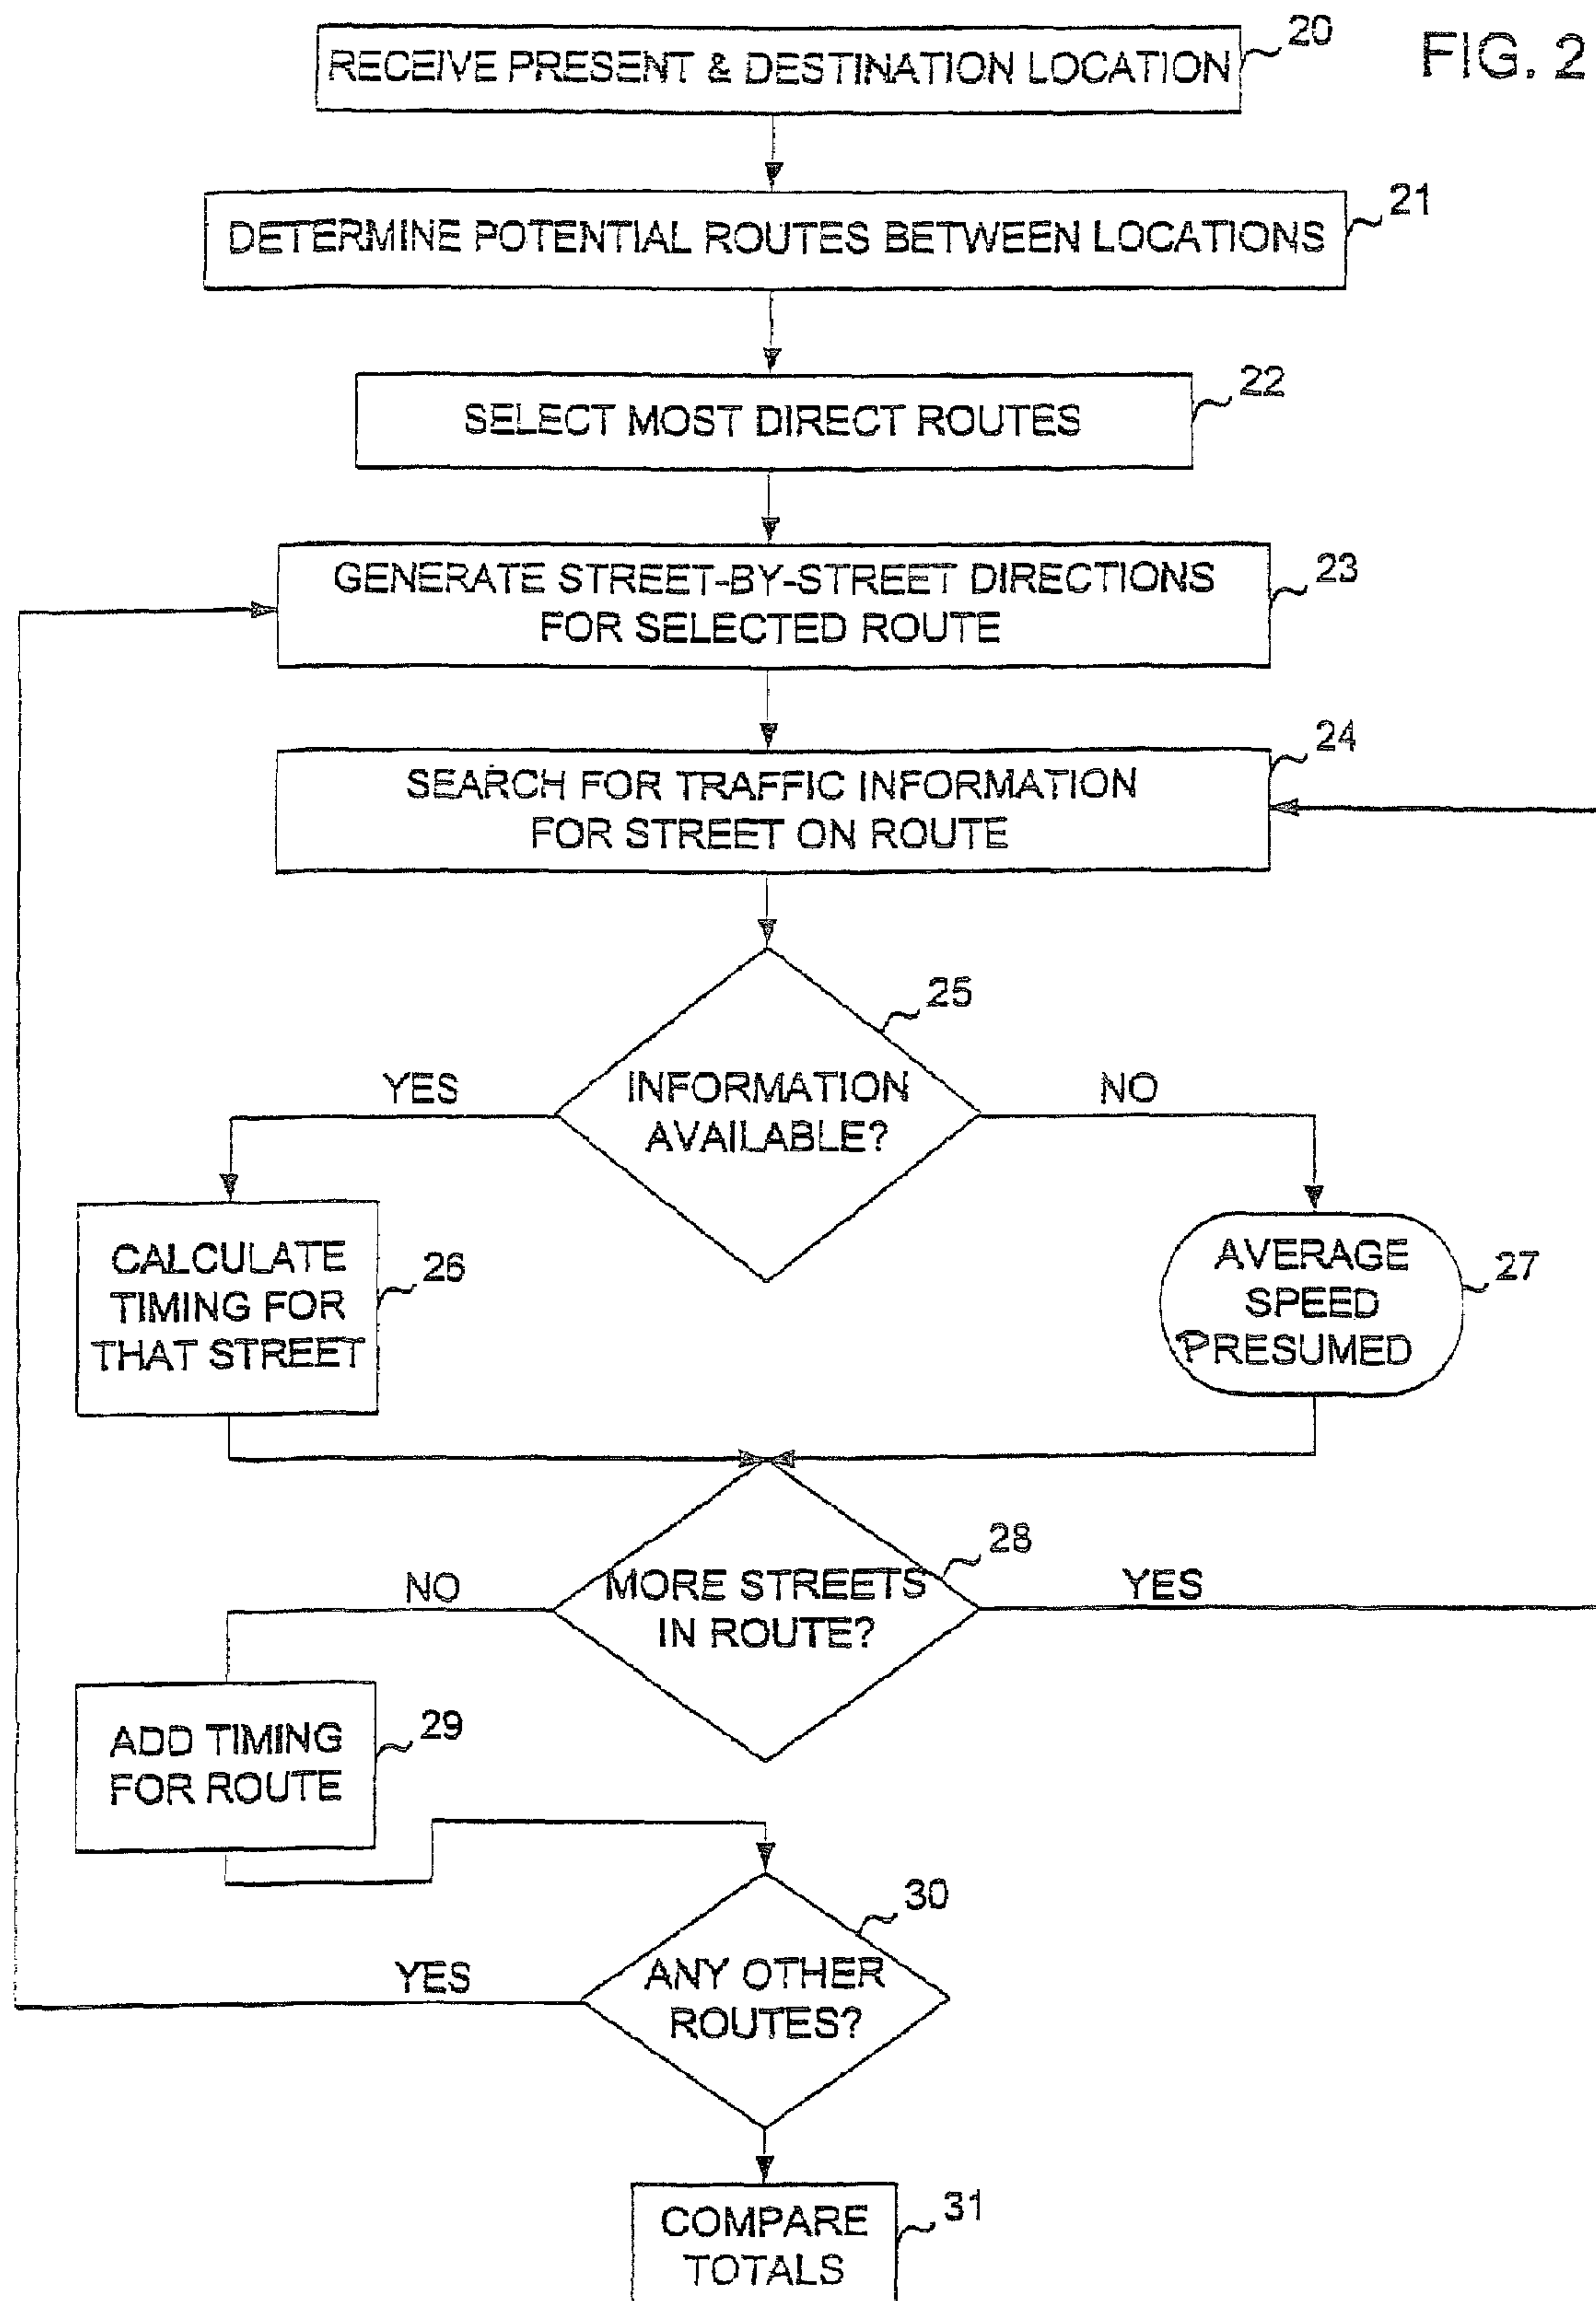 FIG. 2
RECEIVE PRESENT & DESTINATION LOCATION
20
DETERMINE POTENTIAL ROUTES BETWEEN LOCATIONS
21
SELECT MOST DIRECT ROUTES
22
GENERATE STREET-BY-STREET DIRECTIONS
FOR SELECTED ROUTE
23
SEARCH FOR TRAFFIC INFORMATION
FOR STREET ON ROUTE
24
INFORMATION
AVAILABLE?
25
YES
NO
CALCULATE
TIMING FOR
THAT STREET
26
AVERAGE
SPEED
PRESUMED
27
MORE STREETS
IN ROUTE?
28
NO
YES
ADD TIMING
FOR ROUTE
29
ANY OTHER
ROUTES?
30
YES
COMPARE
TOTALS
31